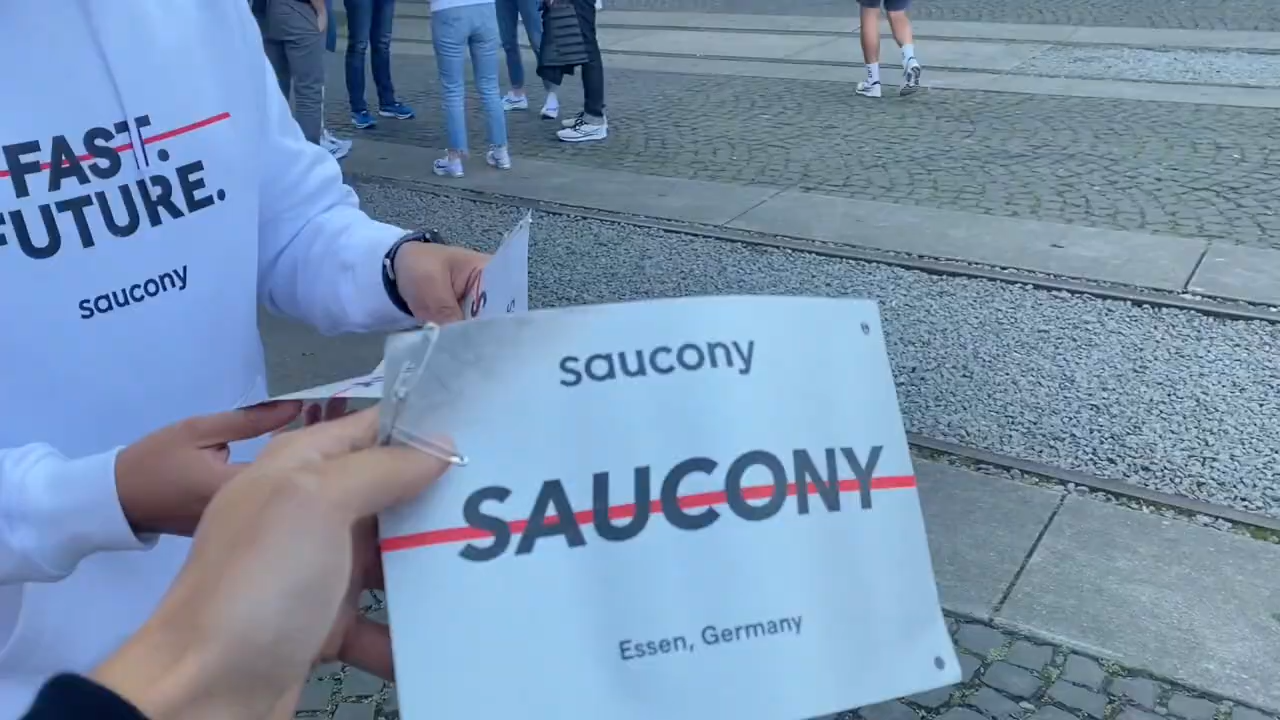 FAST.
FUTURE.
saucony
saucony
SAUCONY
Essen, Germany